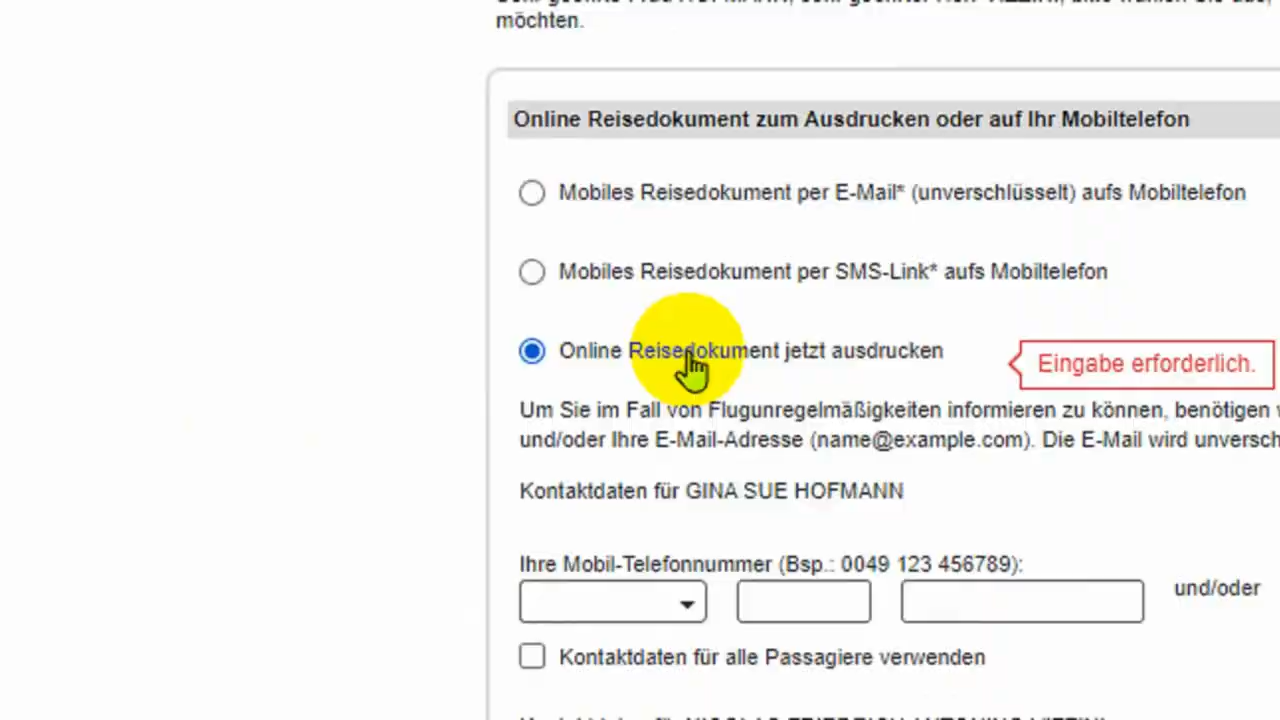 möchten.
Online Reisedokument zum Ausdrucken oder auf Ihr Mobiltelefon
Mobiles Reisedokument per E-Mail* (unverschlüsselt) aufs Mobiltelefon
Mobiles Reisedokument per SMS-Link* aufs Mobiltelefon
Online Reisedokument jetzt ausdrucken
Eingabe erforderlich.
Um Sie im Fall von Flugunregelmäßigkeiten informieren zu können, benötigen
und/oder Ihre E-Mail-Adresse (name@example.com). Die E-Mail wird
Kontaktdaten für GINA SUE HOFMANN
Ihre Mobil-Telefonnummer (Bsp.: 0049 123 456789):
und/oder
Kontaktdaten für alle Passagiere verwenden